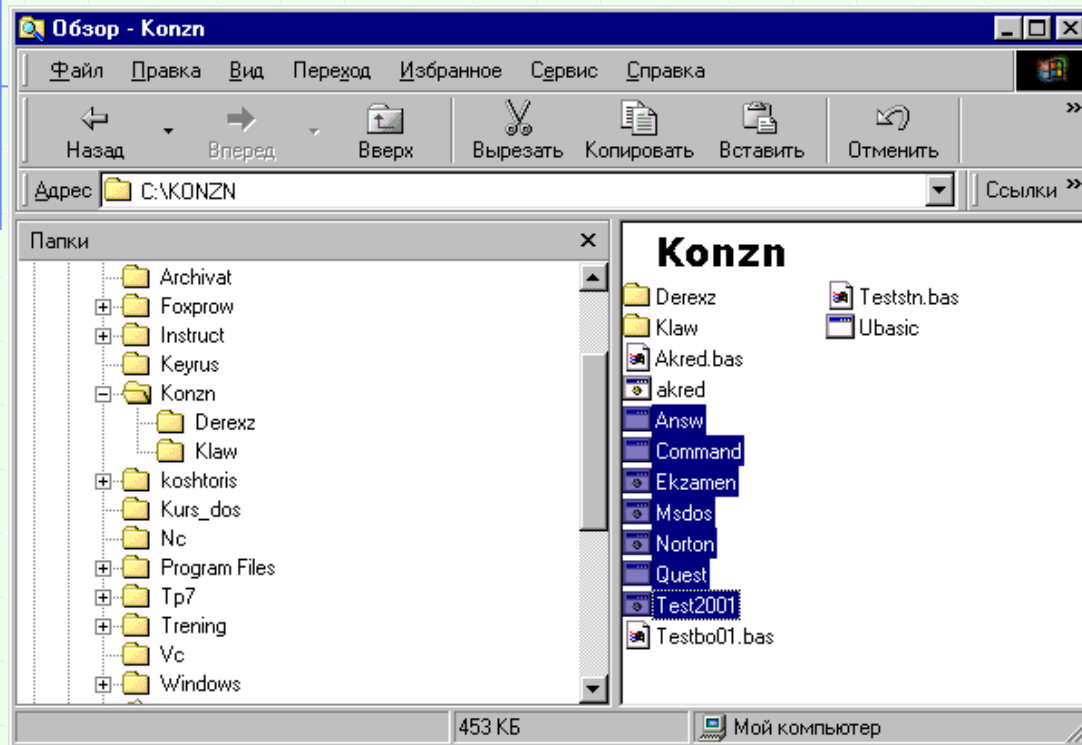 Обзор - Konzn
Файл Правка Вид Переход Избранное Сервис Справка
Назад Вперед Вверх Вырезать Копировать Вставить Отменить »
Адрес C:\KONZN Ссылки »
Папки
Archivat
Foxprow
Instruct
Keyrus
Konzn
Derexz
Klaw
koshtoris
Kurs_dos
Nc
Program Files
Tp7
Trening
Vc
Windows
Konzn
Derexz
Klaw
Akred.bas
akred
Answ
Command
Ekzamen
Msdos
Norton
Quest
Test2001
Testbo01.bas
Teststn.bas
Ubasic
453 КБ Мой компьютер